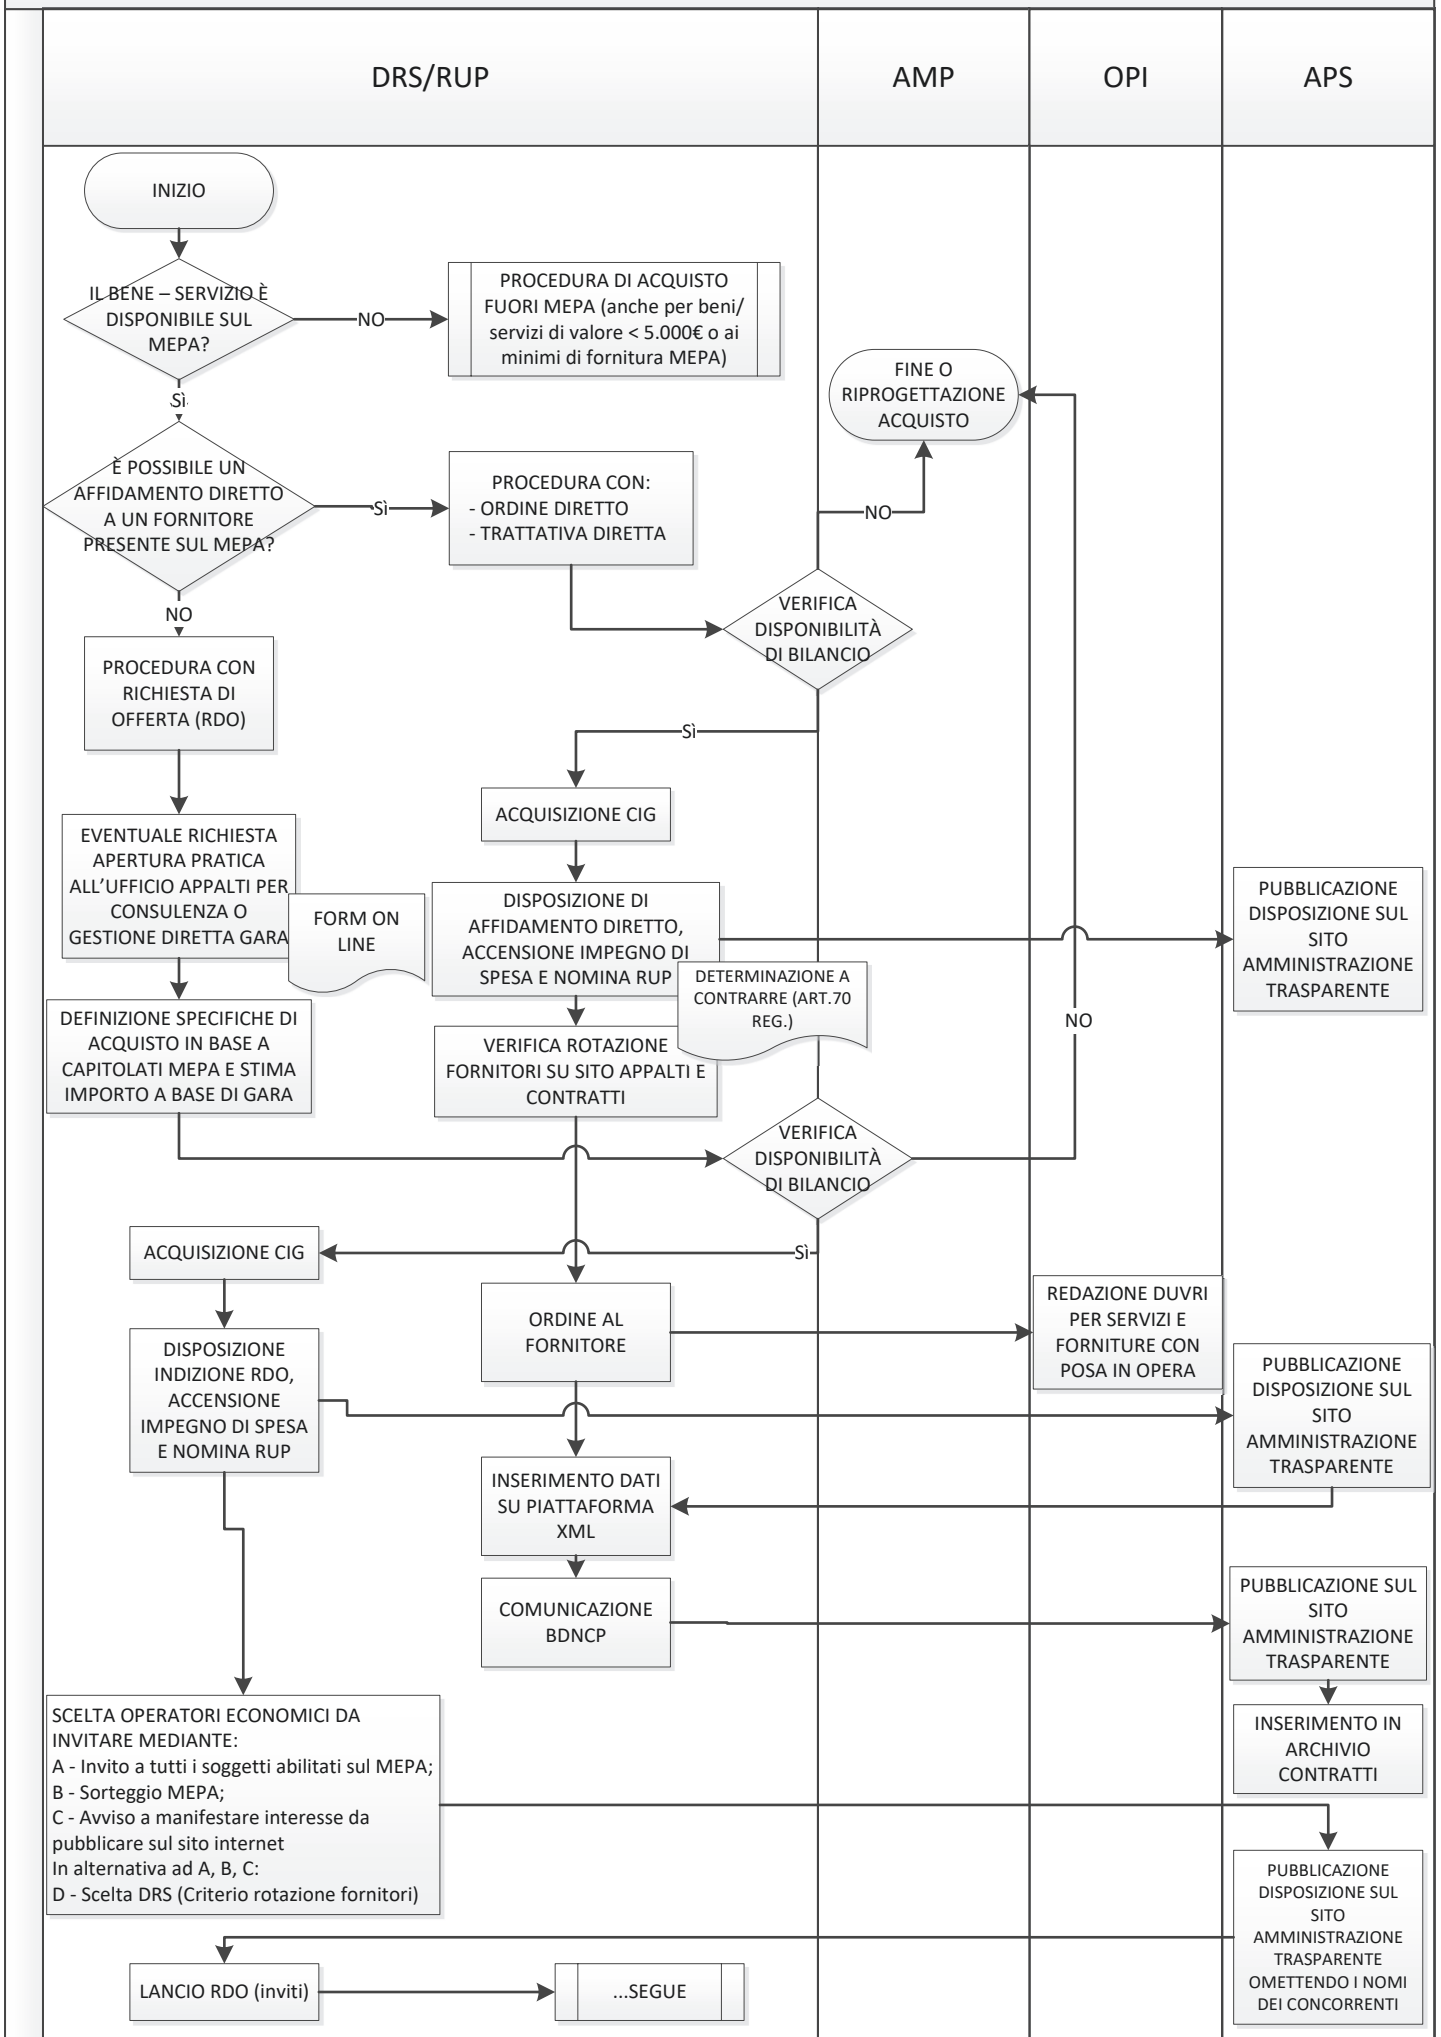 DRS/RUP
AMP
OPI
APS
INIZIO
IL BENE – SERVIZIO È
DISPONIBILE SUL
MEPA?
NO
PROCEDURA DI ACQUISTO
FUORI MEPA (anche per beni/
servizi di valore < 5.000€ o ai
minimi di fornitura MEPA)
FINE O
RIPROGETTAZIONE
ACQUISTO
Sì
È POSSIBILE UN
AFFIDAMENTO DIRETTO
A UN FORNITORE
PRESENTE SUL MEPA?
Sì
PROCEDURA CON:
- ORDINE DIRETTO
- TRATTATIVA DIRETTA
NO
VERIFICA
DISPONIBILITÀ
DI BILANCIO
NO
PROCEDURA CON
RICHIESTA DI
OFFERTA (RDO)
Sì
ACQUISIZIONE CIG
EVENTUALE RICHIESTA
APERTURA PRATICA
ALL'UFFICIO APPALTI PER
CONSULENZA O
GESTIONE DIRETTA GARA
FORM ON
LINE
DISPOSIZIONE DI
AFFIDAMENTO DIRETTO,
ACCENSIONE IMPEGNO DI
SPESA E NOMINA RUP
DETERMINAZIONE A
CONTRARRE (ART.70
REG.)
PUBBLICAZIONE
DISPOSIZIONE SUL
SITO
AMMINISTRAZIONE
TRASPARENTE
NO
DEFINIZIONE SPECIFICHE DI
ACQUISTO IN BASE A
CAPITOLATI MEPA E STIMA
IMPORTO A BASE DI GARA
VERIFICA ROTAZIONE
FORNITORI SU SITO APPALTI E
CONTRATTI
VERIFICA
DISPONIBILITÀ
DI BILANCIO
Sì
ACQUISIZIONE CIG
ORDINE AL
FORNITORE
REDAZIONE DUVRI
PER SERVIZI E
FORNITURE CON
POSA IN OPERA
DISPOSIZIONE
INDIZIONE RDO,
ACCENSIONE
IMPEGNO DI SPESA
E NOMINA RUP
PUBBLICAZIONE
DISPOSIZIONE SUL
SITO
AMMINISTRAZIONE
TRASPARENTE
INSERIMENTO DATI
SU PIATTAFORMA
XML
COMUNICAZIONE
BDNCP
PUBBLICAZIONE SUL
SITO
AMMINISTRAZIONE
TRASPARENTE
INSERIMENTO IN
ARCHIVIO
CONTRATTI
SCELTA OPERATORI ECONOMICI DA
INVITARE MEDIANTE:
A - Invito a tutti i soggetti abilitati sul MEPA;
B - Sorteggio MEPA;
C - Avviso a manifestare interesse da
pubblicare sul sito internet
In alternativa ad A, B, C:
D - Scelta DRS (Criterio rotazione fornitori)
PUBBLICAZIONE
DISPOSIZIONE SUL
SITO
AMMINISTRAZIONE
TRASPARENTE
OMETTENDO I NOMI
DEI CONCORRENTI
LANCIO RDO (inviti)
...SEGUE